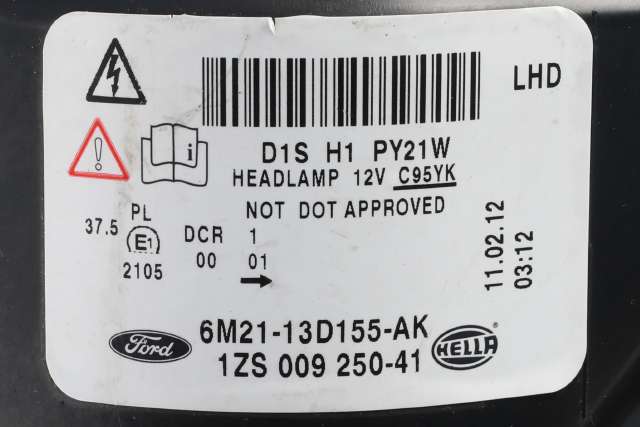 LHD
D1S H1 PY21W
HEADLAMP 12V C95YK
NOT DOT APPROVED
PL
37.5 E1 DCR 1
2105 00 01
11.02.12
03:12
Ford 6M21-13D155-AK HELLA
1ZS 009 250-41